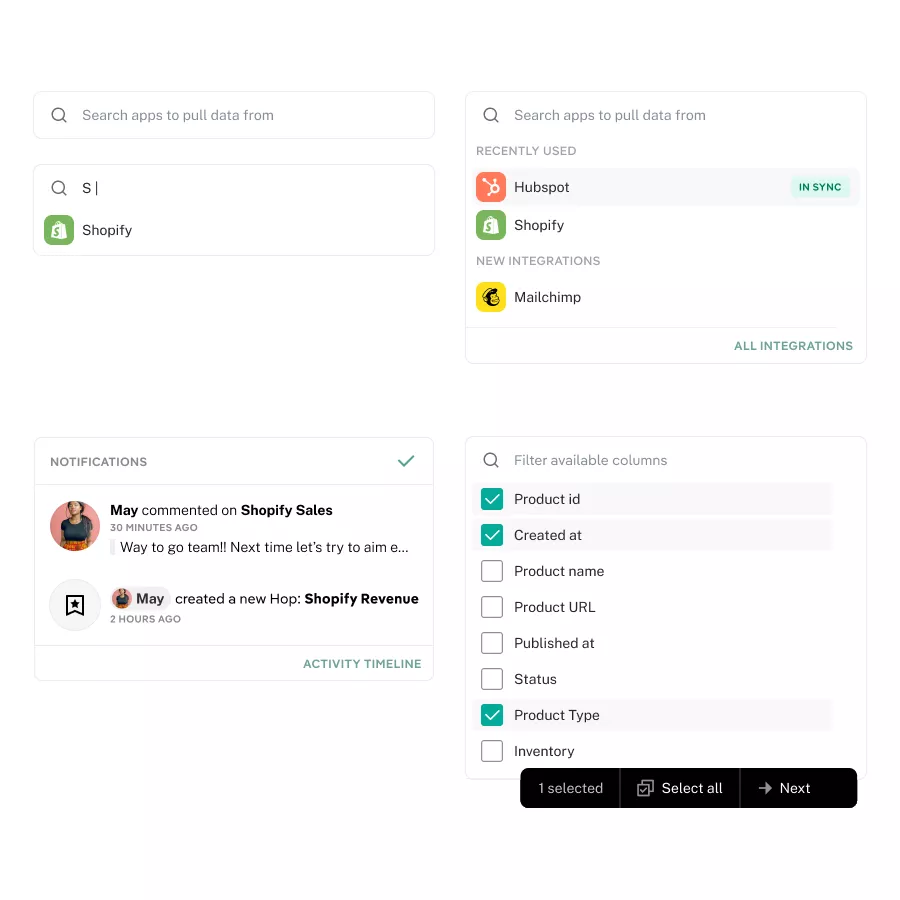 Search apps to pull data from
S |
Shopify
Search apps to pull data from
RECENTLY USED
Hubspot
IN SYNC
Shopify
NEW INTEGRATIONS
Mailchimp
ALL INTEGRATIONS
NOTIFICATIONS
May commented on Shopify Sales
30 MINUTES AGO
Way to go team!! Next time let's try to aim e...
May created a new Hop: Shopify Revenue
2 HOURS AGO
ACTIVITY TIMELINE
Filter available columns
Product id
Created at
Product name
Product URL
Published at
Status
Product Type
Inventory
1 selected Select all Next